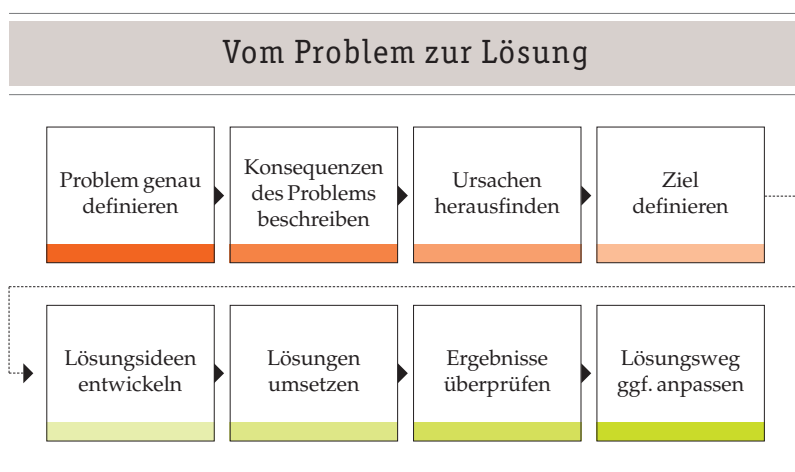 Vom Problem zur Lösung
Problem genau
definieren
Konsequenzen
des Problems
beschreiben
Ursachen
herausfinden
Ziel
definieren
Lösungsideen
entwickeln
Lösungen
umsetzen
Ergebnisse
überprüfen
Lösungsweg
ggf. anpassen